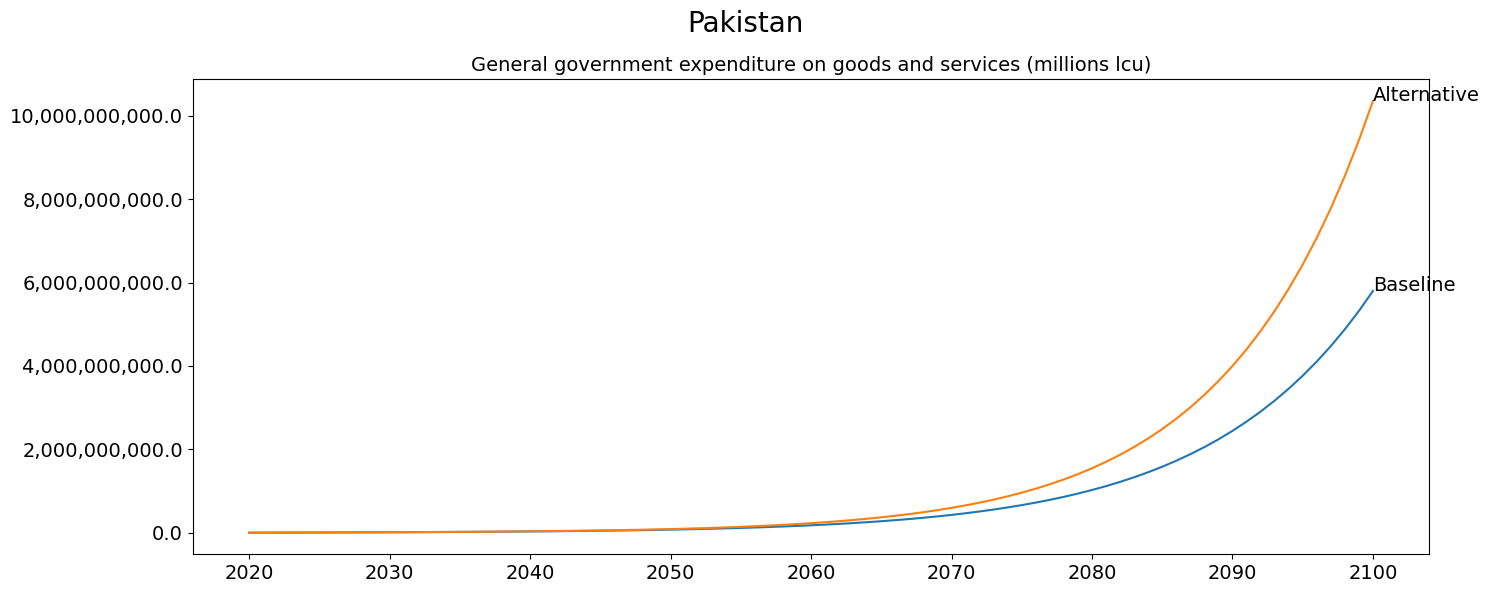 Pakistan
General government expenditure on goods and services (millions lcu)
10,000,000,000.0
8,000,000,000.0
6,000,000,000.0
4,000,000,000.0
2,000,000,000.0
0.0
Alternative
Baseline
2020 2030 2040 2050 2060 2070 2080 2090 2100